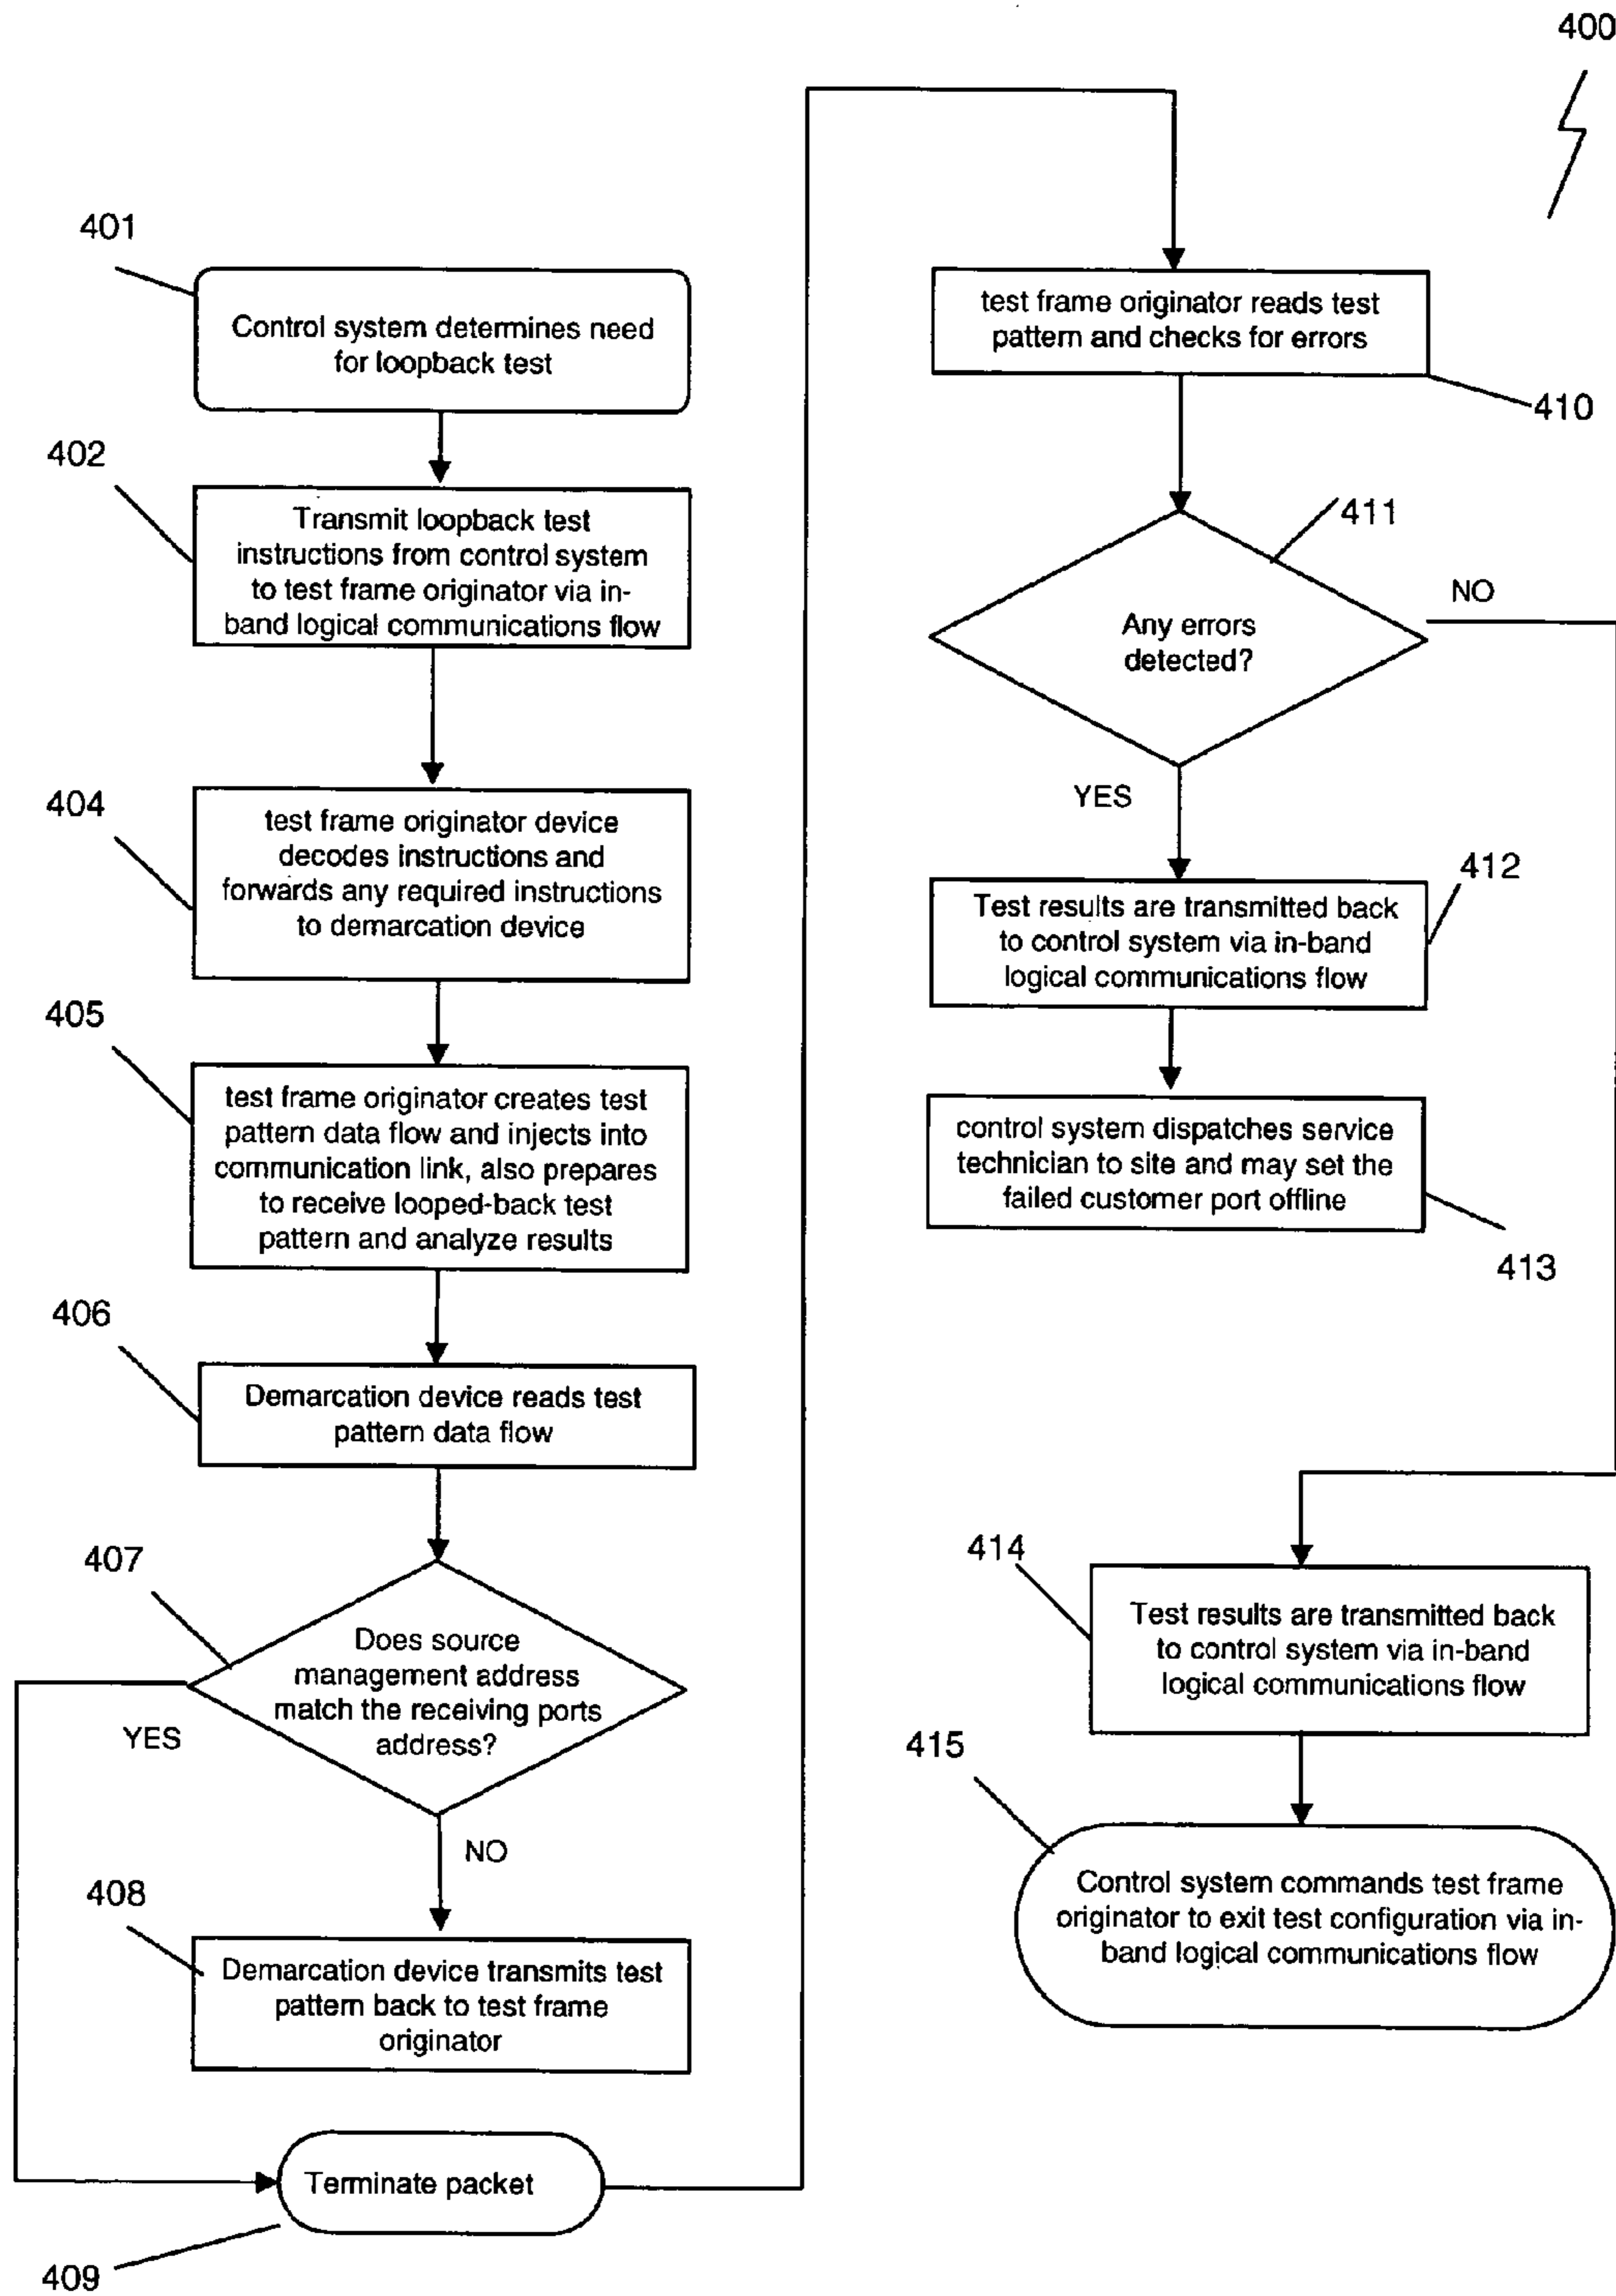 400
401
Control system determines need
for loopback test
402
Transmit loopback test
instructions from control system
to test frame originator via in-
band logical communications flow
404
test frame originator device
decodes instructions and
forwards any required instructions
to demarcation device
405
test frame originator creates test
pattern data flow and injects into
communication link, also prepares
to receive looped-back test
pattern and analyze results
406
Demarcation device reads test
pattern data flow
407
Does source
management address
match the receiving ports
address?
YES
NO
408
Demarcation device transmits test
pattern back to test frame
originator
Terminate packet
409
test frame originator reads test
pattern and checks for errors
410
411
Any errors
detected?
NO
YES
412
Test results are transmitted back
to control system via in-band
logical communications flow
control system dispatches service
technician to site and may set the
failed customer port offline
413
414
Test results are transmitted back
to control system via in-band
logical communications flow
415
Control system commands test frame
originator to exit test configuration via in-
band logical communications flow